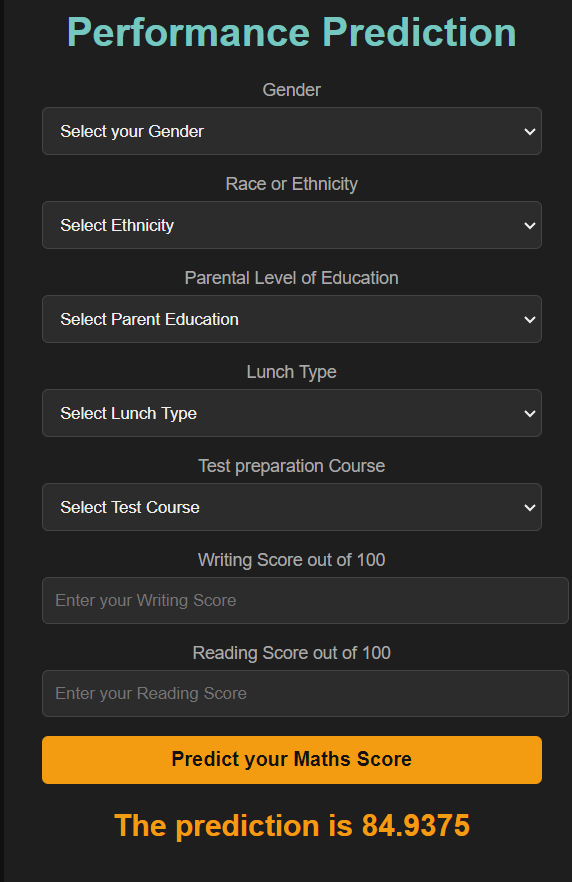 Performance Prediction
Gender
Select your Gender
Race or Ethnicity
Select Ethnicity
Parental Level of Education
Select Parent Education
Lunch Type
Select Lunch Type
Test preparation Course
Select Test Course
Writing Score out of 100
Enter your Writing Score
Reading Score out of 100
Enter your Reading Score
Predict your Maths Score
The prediction is 84.9375